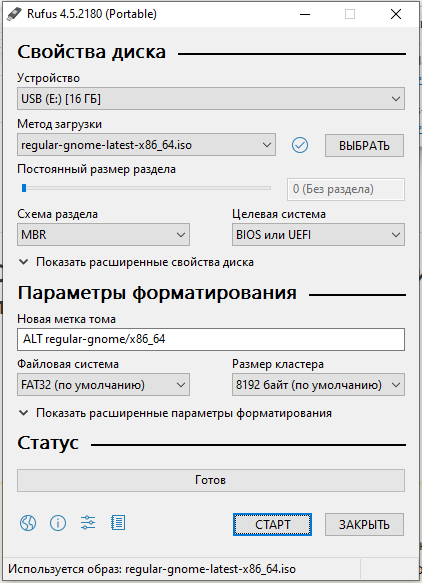 Rufus 4.5.2180 (Portable)
Свойства диска
Устройство
USB (E:) [16 ГБ]
Метод загрузки
regular-gnome-latest-x86_64.iso
ВЫБРАТЬ
Постоянный размер раздела
0 (Без раздела)
Схема раздела Целевая система
MBR BIOS или UEFI
Показать расширенные свойства диска
Параметры форматирования
Новая метка тома
ALT regular-gnome/x86_64
Файловая система Размер кластера
FAT32 (по умолчанию) 8192 байт (по умолчанию)
Показать расширенные параметры форматирования
Статус
Готов
СТАРТ ЗАКРЫТЬ
Используется образ: regular-gnome-latest-x86_64.iso